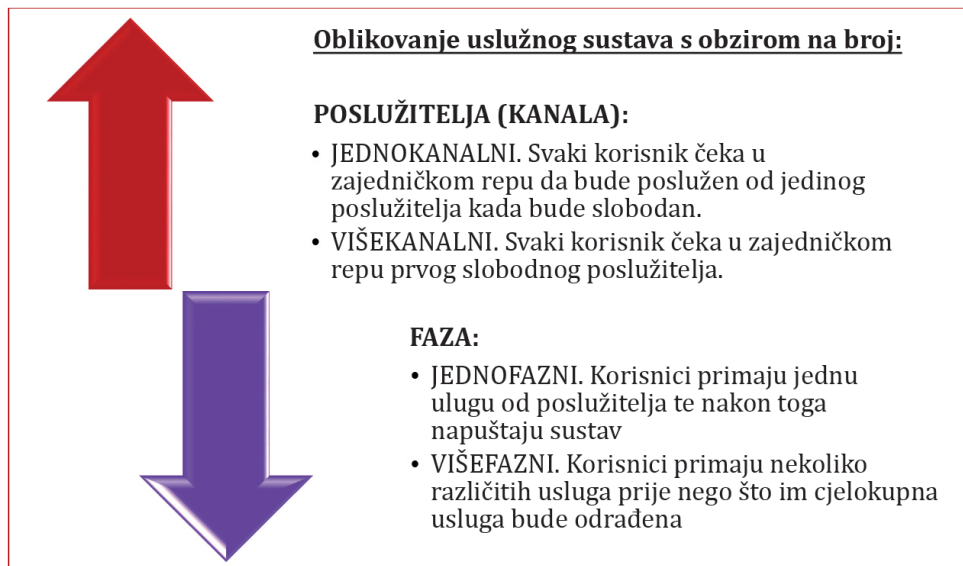 Oblikovanje uslužnog sustava s obzirom na broj:
POSLUŽITELJA (KANALA):
• JEDNOKANALNI. Svaki korisnik čeka u
zajedničkom repu da bude poslužen od jedinog
poslužitelja kada bude slobodan.
• VIŠEKANALNI. Svaki korisnik čeka u zajedničkom
repu prvog slobodnog poslužitelja.
FAZA:
• JEDNOFAZNI. Korisnici primaju jednu
ulugu od poslužitelja te nakon toga
napuštaju sustav
• VIŠEFAZNI. Korisnici primaju nekoliko
različitih usluga prije nego što im cjelokupna
usluga bude odrađena